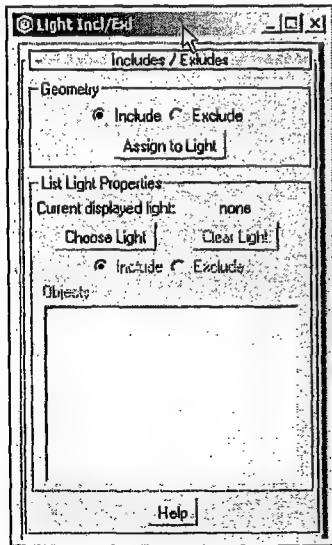 Light Incl/Excl
Includes / Exludes
Geometry
Include Exclude
Assign to Light
List Light Properties
Current displayed light: none
Choose Light Clear Light
Include Exclude
Objects
Help